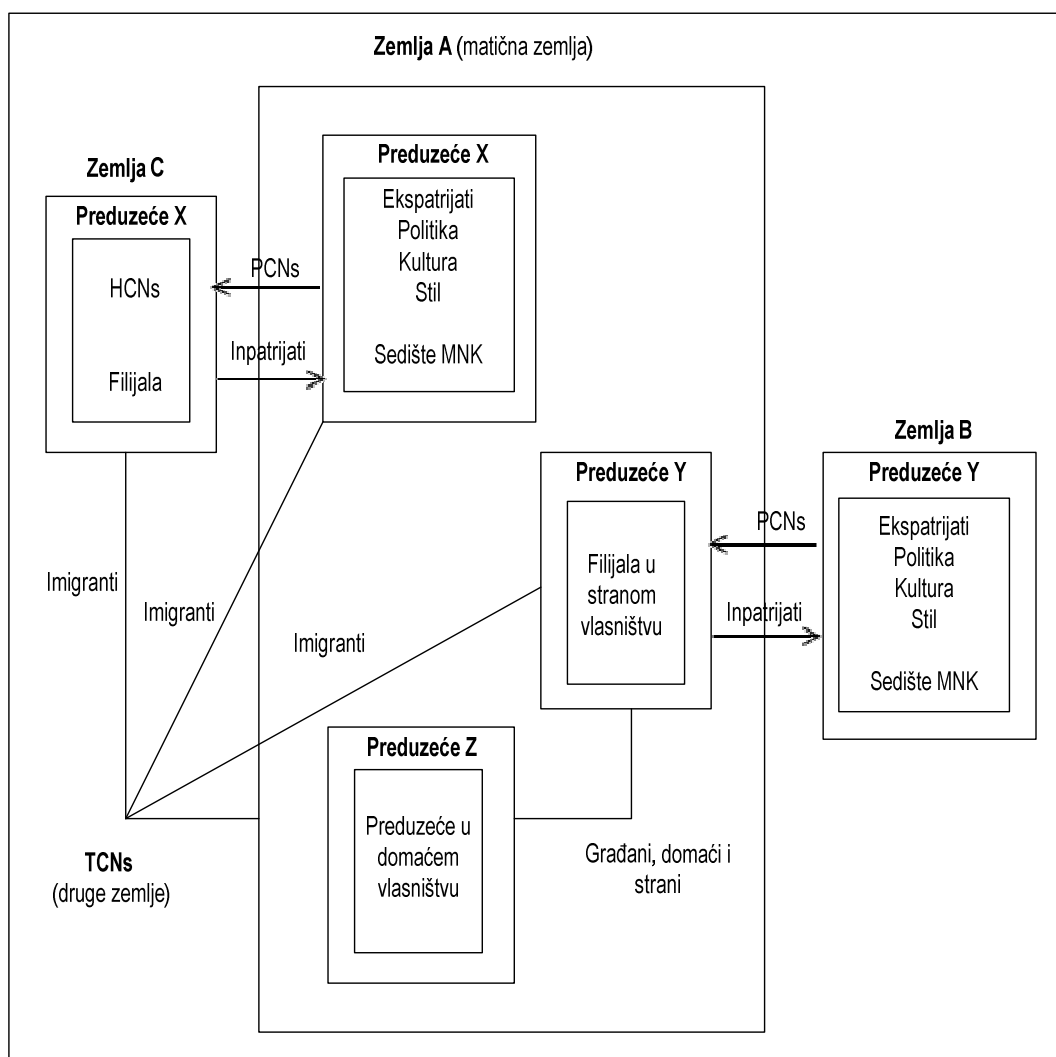 Zemlja A (matična zemlja)
Zemlja C
Preduzeće X
HCNs
Filijala
PCNs
Inpatrijati
Preduzeće X
Ekspatrijati
Politika
Kultura
Stil
Sedište MNK
Zemlja B
Preduzeće Y
Filijala u
stranom
vlasništvu
PCNs
Inpatrijati
Preduzeće Y
Ekspatrijati
Politika
Kultura
Stil
Sedište MNK
Imigranti
Imigranti
Imigranti
Preduzeće Z
Preduzeće u
domaćem
vlasništvu
Građani, domaći i
strani
TCNs
(druge zemlje)